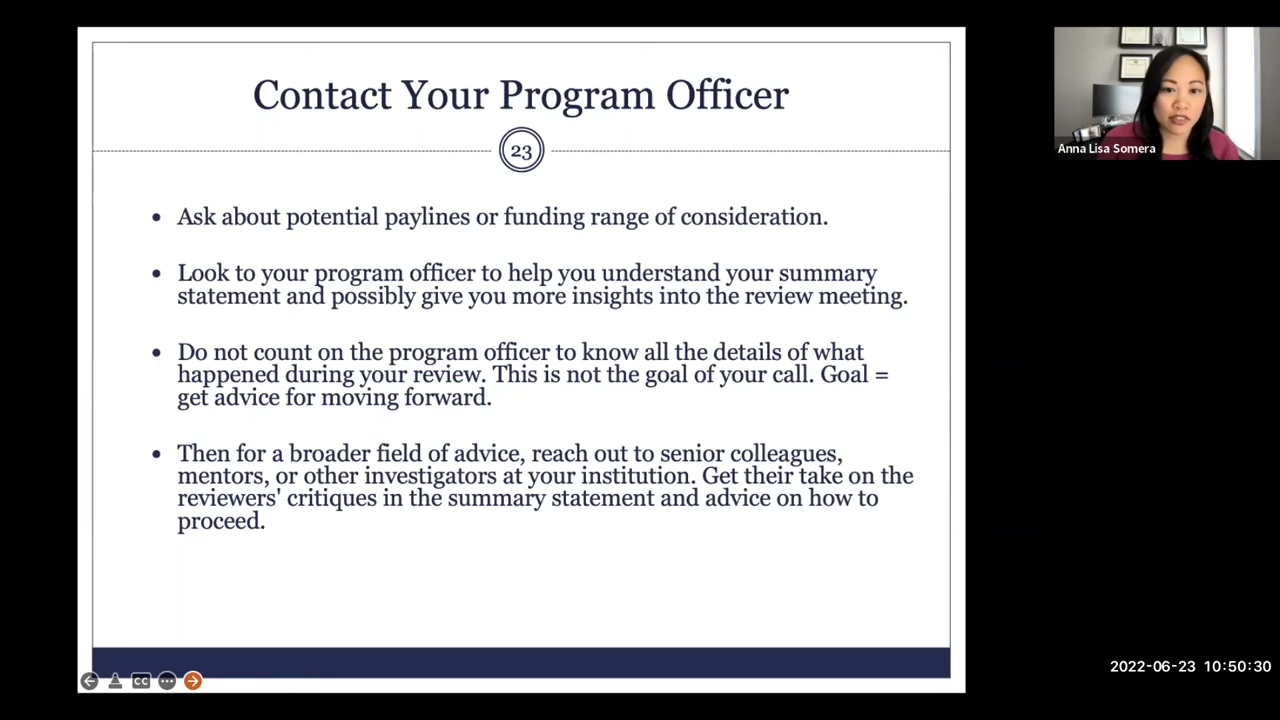 Contact Your Program Officer
23
• Ask about potential paylines or funding range of consideration.
• Look to your program officer to help you understand your summary
statement and possibly give you more insights into the review meeting.
• Do not count on the program officer to know all the details of what
happened during your review. This is not the goal of your call. Goal =
get advice for moving forward.
• Then for a broader field of advice, reach out to senior colleagues,
mentors, or other investigators at your institution. Get their take on the
reviewers' critiques in the summary statement and advice on how to
proceed.
CC
Anna Lisa Somera
2022-06-23 10:50:30